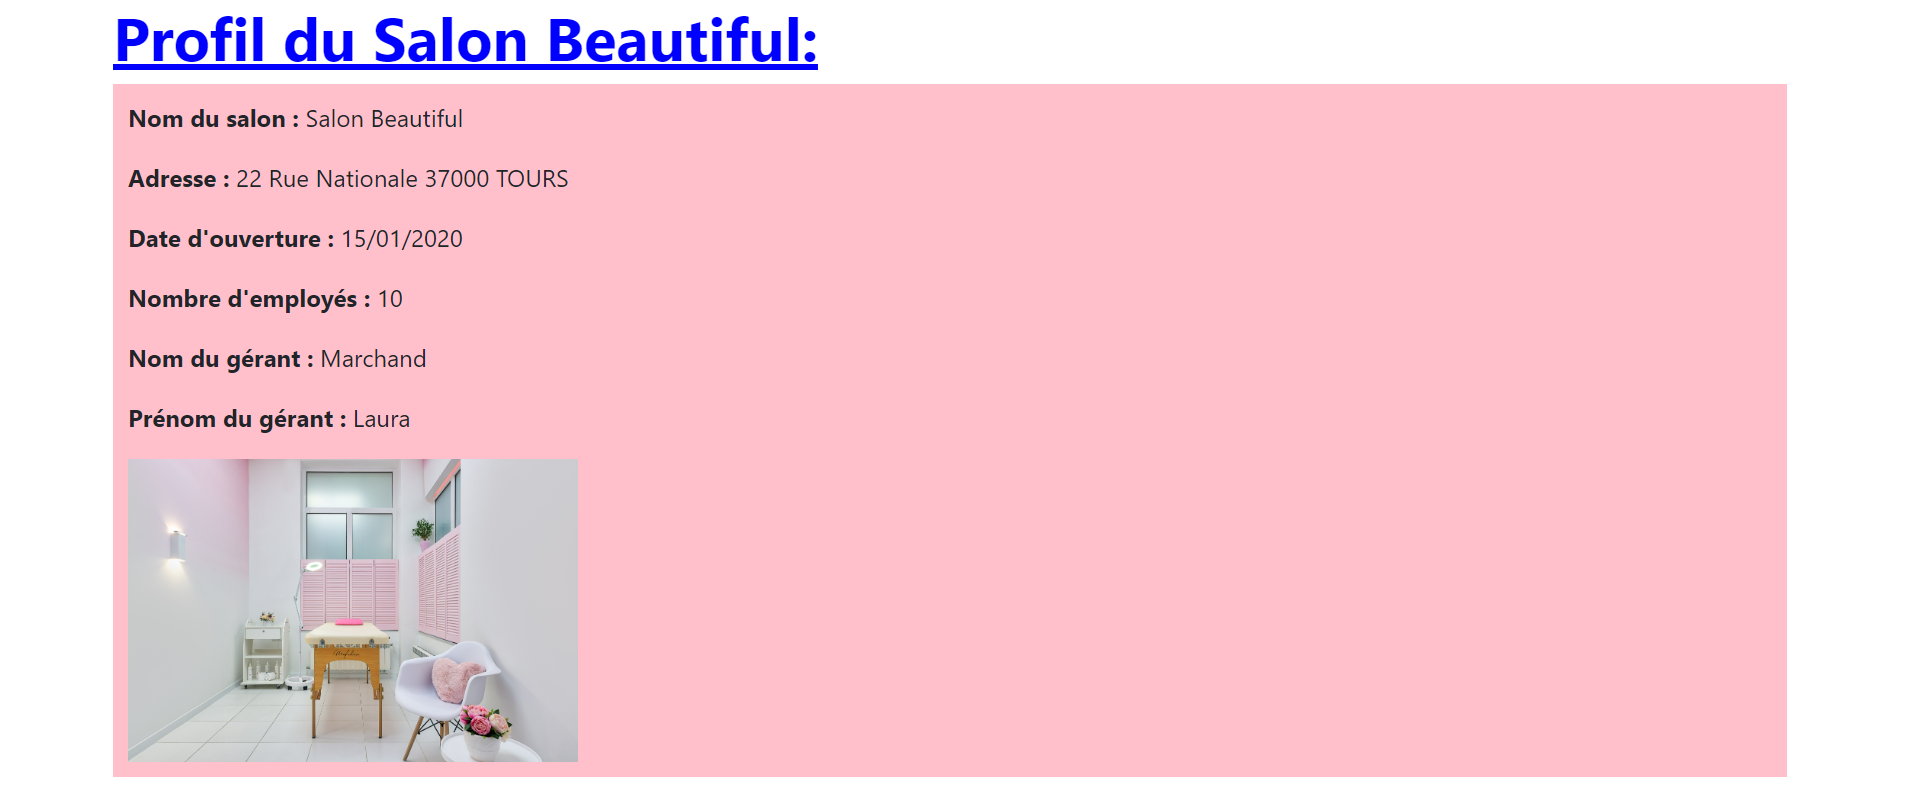 Profil du Salon Beautiful:
Nom du salon : Salon Beautiful
Adresse : 22 Rue Nationale 37000 TOURS
Date d'ouverture : 15/01/2020
Nombre d'employés : 10
Nom du gérant : Marchand
Prénom du gérant : Laura